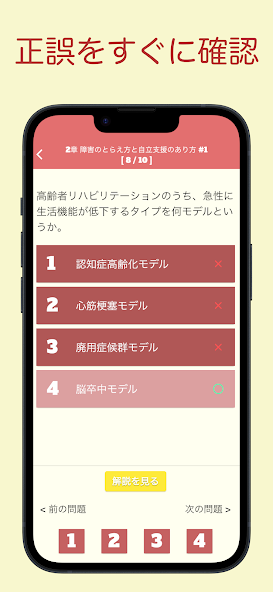 正誤をすぐに確認
2章 障害のとらえ方と自立支援のあり方 #1
[ 8 / 10 ]
高齢者リハビリテーションのうち、急性に
生活機能が低下するタイプを何モデルとい
うか。
1 認知症高齢化モデル
2 心筋梗塞モデル
3 廃用症候群モデル
4 脳卒中モデル
解説を見る
< 前の問題 次の問題 >
1 2 3 4